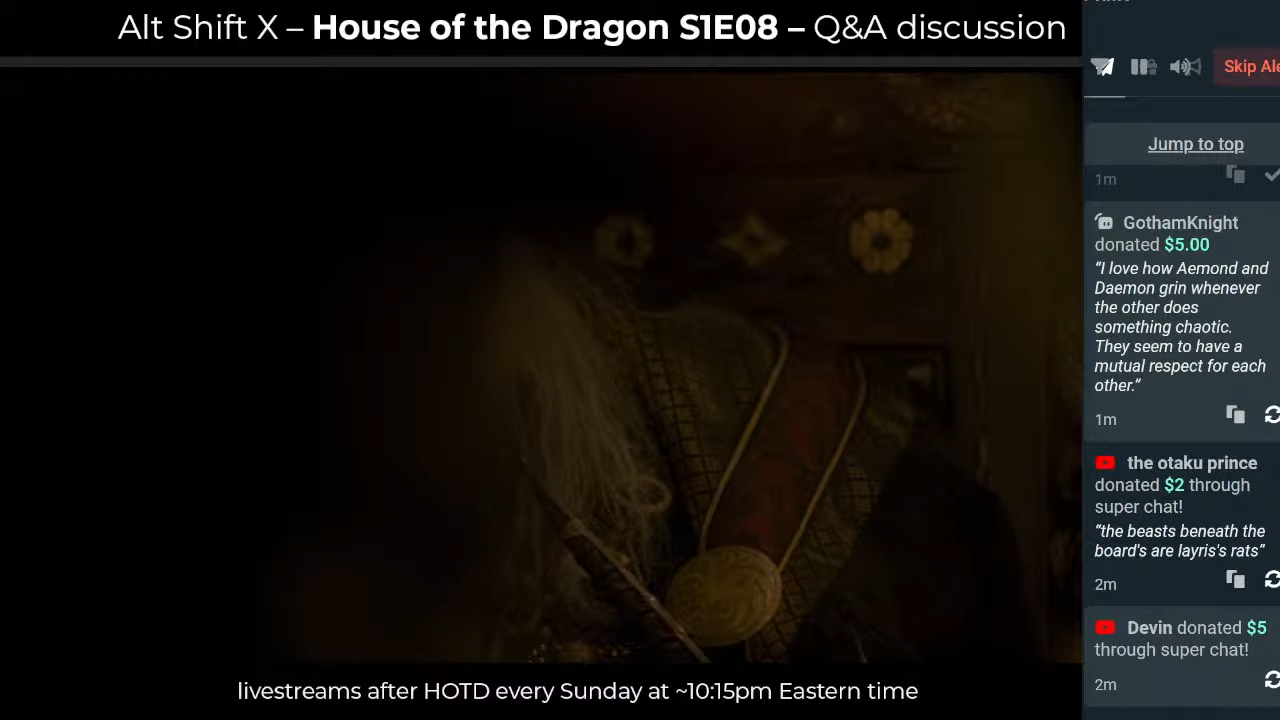 Alt Shift X – House of the Dragon S1E08 – Q&A discussion
Skip Ale
Jump to top
1m
GothamKnight
donated $5.00
“I love how Aemond and
Daemon grin whenever
the other does
something chaotic.
They seem to have a
mutual respect for each
other.”
1m
the otaku prince
donated $2 through
super chat!
“the beasts beneath the
board's are layris's rats”
2m
Devin donated $5
through super chat!
2m
livestreams after HOTD every Sunday at ~10:15pm Eastern time